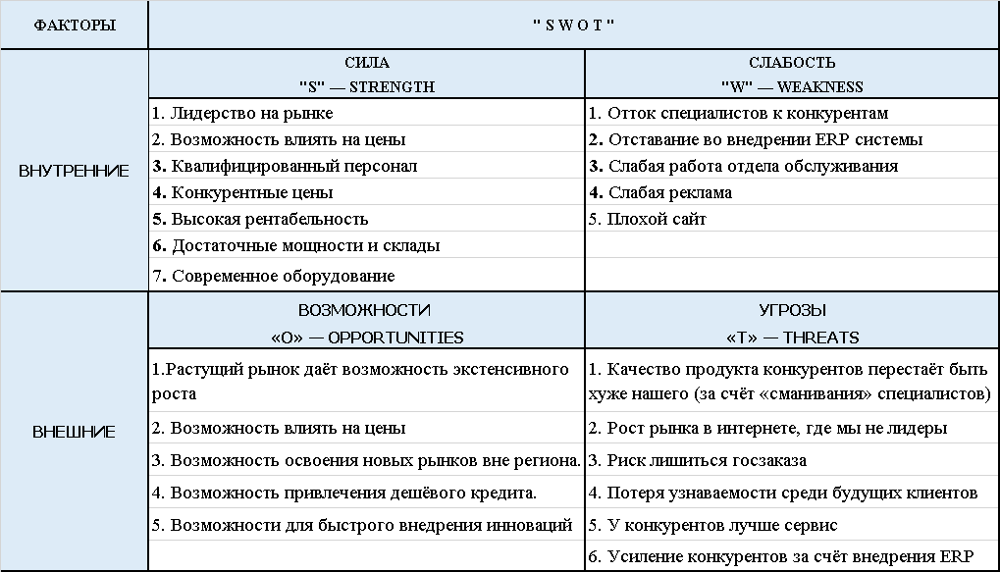 ФАКТОРЫ
" S W O T "
СИЛА
"S" — STRENGTH
СЛАБОСТЬ
"W" — WEAKNESS
ВНУТРЕННИЕ
1. Лидерство на рынке
2. Возможность влиять на цены
3. Квалифицированный персонал
4. Конкурентные цены
5. Высокая рентабельность
6. Достаточные мощности и склады
7. Современное оборудование
1. Отток специалистов к конкурентам
2. Отставание во внедрении ERP системы
3. Слабая работа отдела обслуживания
4. Слабая реклама
5. Плохой сайт
ВОЗМОЖНОСТИ
«O» — OPPORTUNITIES
УГРОЗЫ
«T» — THREATS
ВНЕШНИЕ
1.Растущий рынок даёт возможность экстенсивного
роста
2. Возможность влиять на цены
3. Возможность освоения новых рынков вне региона.
4. Возможность привлечения дешёвого кредита.
5. Возможности для быстрого внедрения инноваций
1. Качество продукта конкурентов перестаёт быть
хуже нашего (за счёт «сманивания» специалистов)
2. Рост рынка в интернете, где мы не лидеры
3. Риск лишиться госзаказа
4. Потеря узнаваемости среди будущих клиентов
5. У конкурентов лучше сервис
6. Усиление конкурентов за счёт внедрения ERP